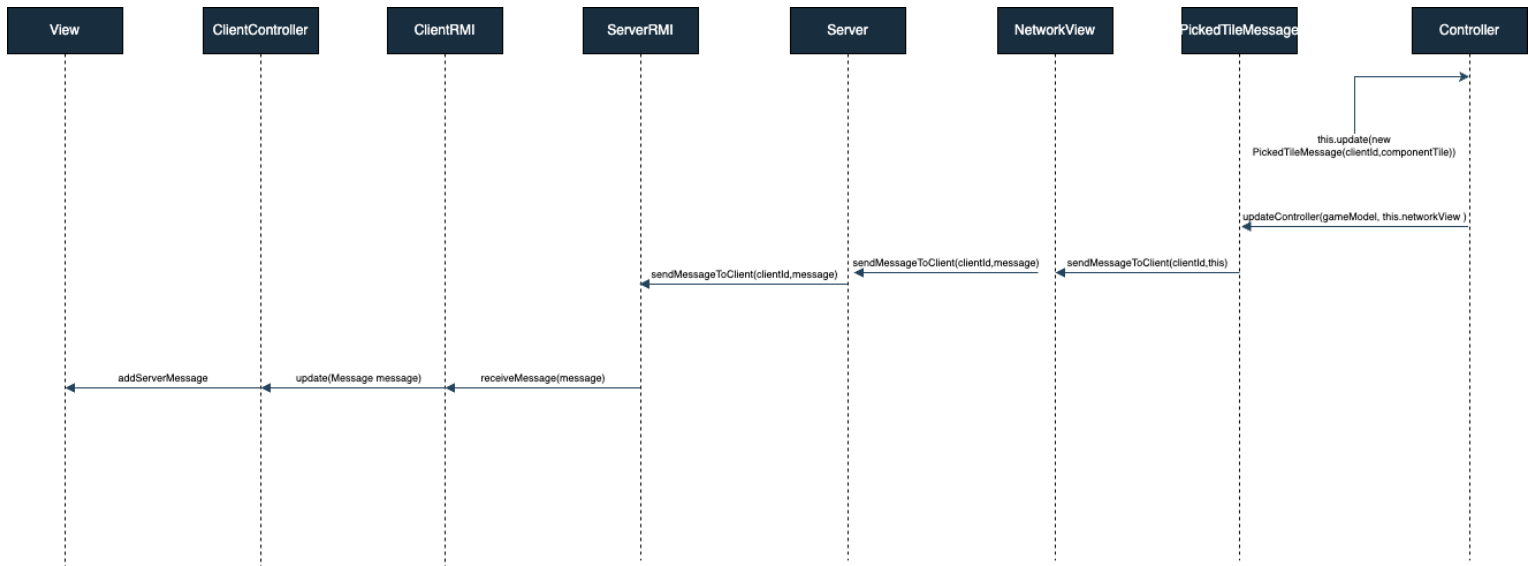 View
ClientController
ClientRMI
ServerRMI
Server
NetworkView
PickedTileMessage
Controller
this.update(new
PickedTileMessage(clientId,componentTile))
updateController(gameModel, this.networkView )
sendMessageToClient(clientId,this)
sendMessageToClient(clientId,message)
sendMessageToClient(clientId,message)
addServerMessage
update(Message message)
receiveMessage(message)